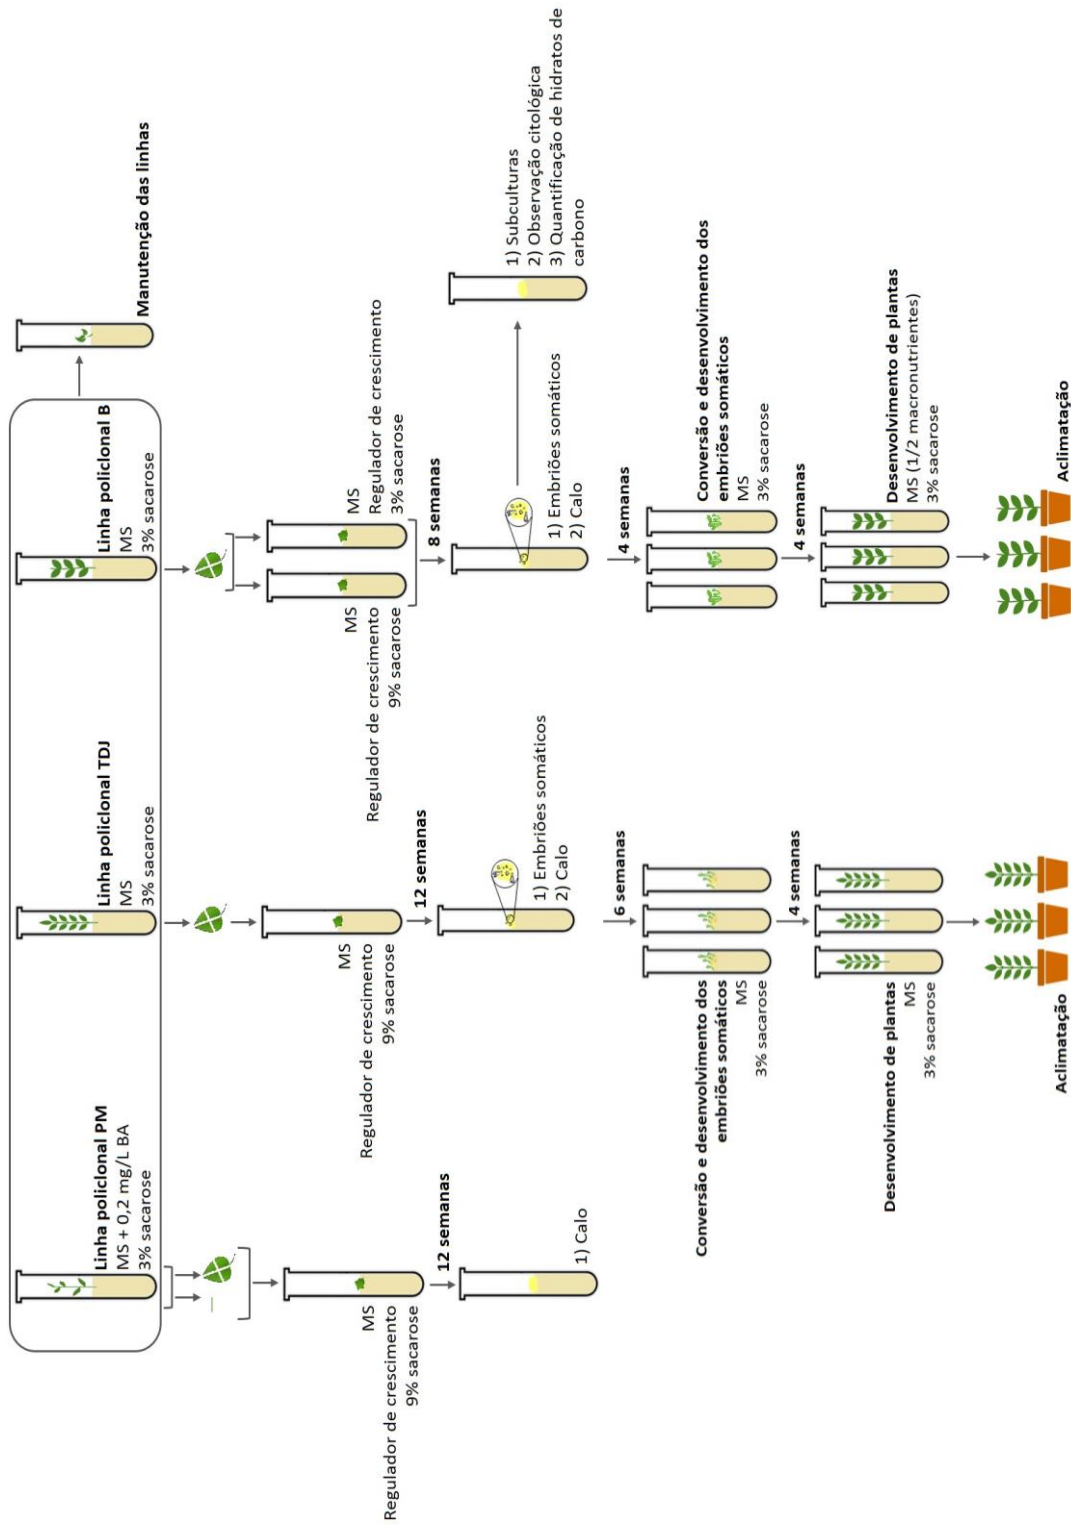 Linha policlonal PM
MS + 0,2 mg/L BA
3% sacarose
MS
Regulador de crescimento
9% sacarose
12 semanas
1) Calo
Linha policlonal TDJ
MS
3% sacarose
MS
Regulador de crescimento
9% sacarose
12 semanas
1) Embriões somáticos
2) Calo
6 semanas
Conversão e desenvolvimento dos
embriões somáticos
MS
3% sacarose
4 semanas
Desenvolvimento de plantas
MS
3% sacarose
Aclimatação
Linha policlonal B
MS
3% sacarose
Manutenção das linhas
MS
Regulador de crescimento
9% sacarose
MS
Regulador de crescimento
3% sacarose
8 semanas
1) Embriões somáticos
2) Calo
1) Subculturas
2) Observação citológica
3) Quantificação de hidratos de
carbono
4 semanas
Conversão e desenvolvimento dos
embriões somáticos
MS
3% sacarose
4 semanas
Desenvolvimento de plantas
MS (1/2 macronutrientes)
3% sacarose
Aclimatação